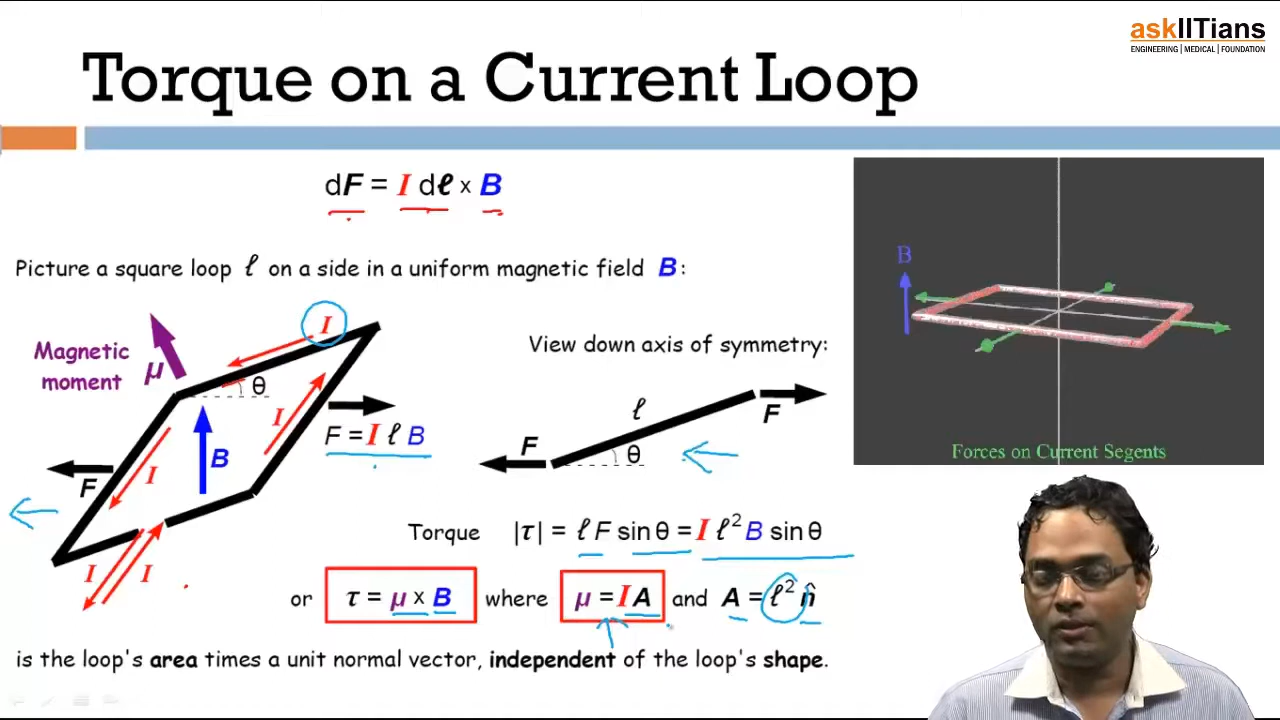 askIITians
ENGINEERING | MEDICAL | FOUNDATION
Torque on a Current Loop
dF = I dℓ × B
Picture a square loop ℓ on a side in a uniform magnetic field B:
Magnetic
moment
μ
I
θ
I
I
B
F
F = I ℓ B
I
I
View down axis of symmetry:
ℓ
F
F
θ
B
Forces on Current Segents
Torque |τ| = ℓ F sin θ = I ℓ² B sin θ
or τ = μ × B where μ = I A and A = ℓ² n̂
is the loop's area times a unit normal vector, independent of the loop's shape.